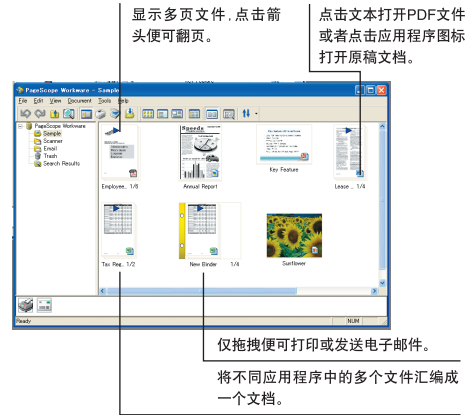 显示多页文件,点击箭
头便可翻页。
点击文本打开PDF文件
或者点击应用程序图标
打开原稿文档。
PageScope Workware - Sample
File Edit View Document Tools Help
PageScope Workware
Sample
Scanner
Email
Trash
Search Results
Employee.. 1/6
Annual Report
Key Feature
Lease .. 1/4
Tax Rep.. 1/2
New Binder 1/4
Sunflower
Ready
NUM
仅拖拽便可打印或发送电子邮件。
将不同应用程序中的多个文件汇编成
一个文档。